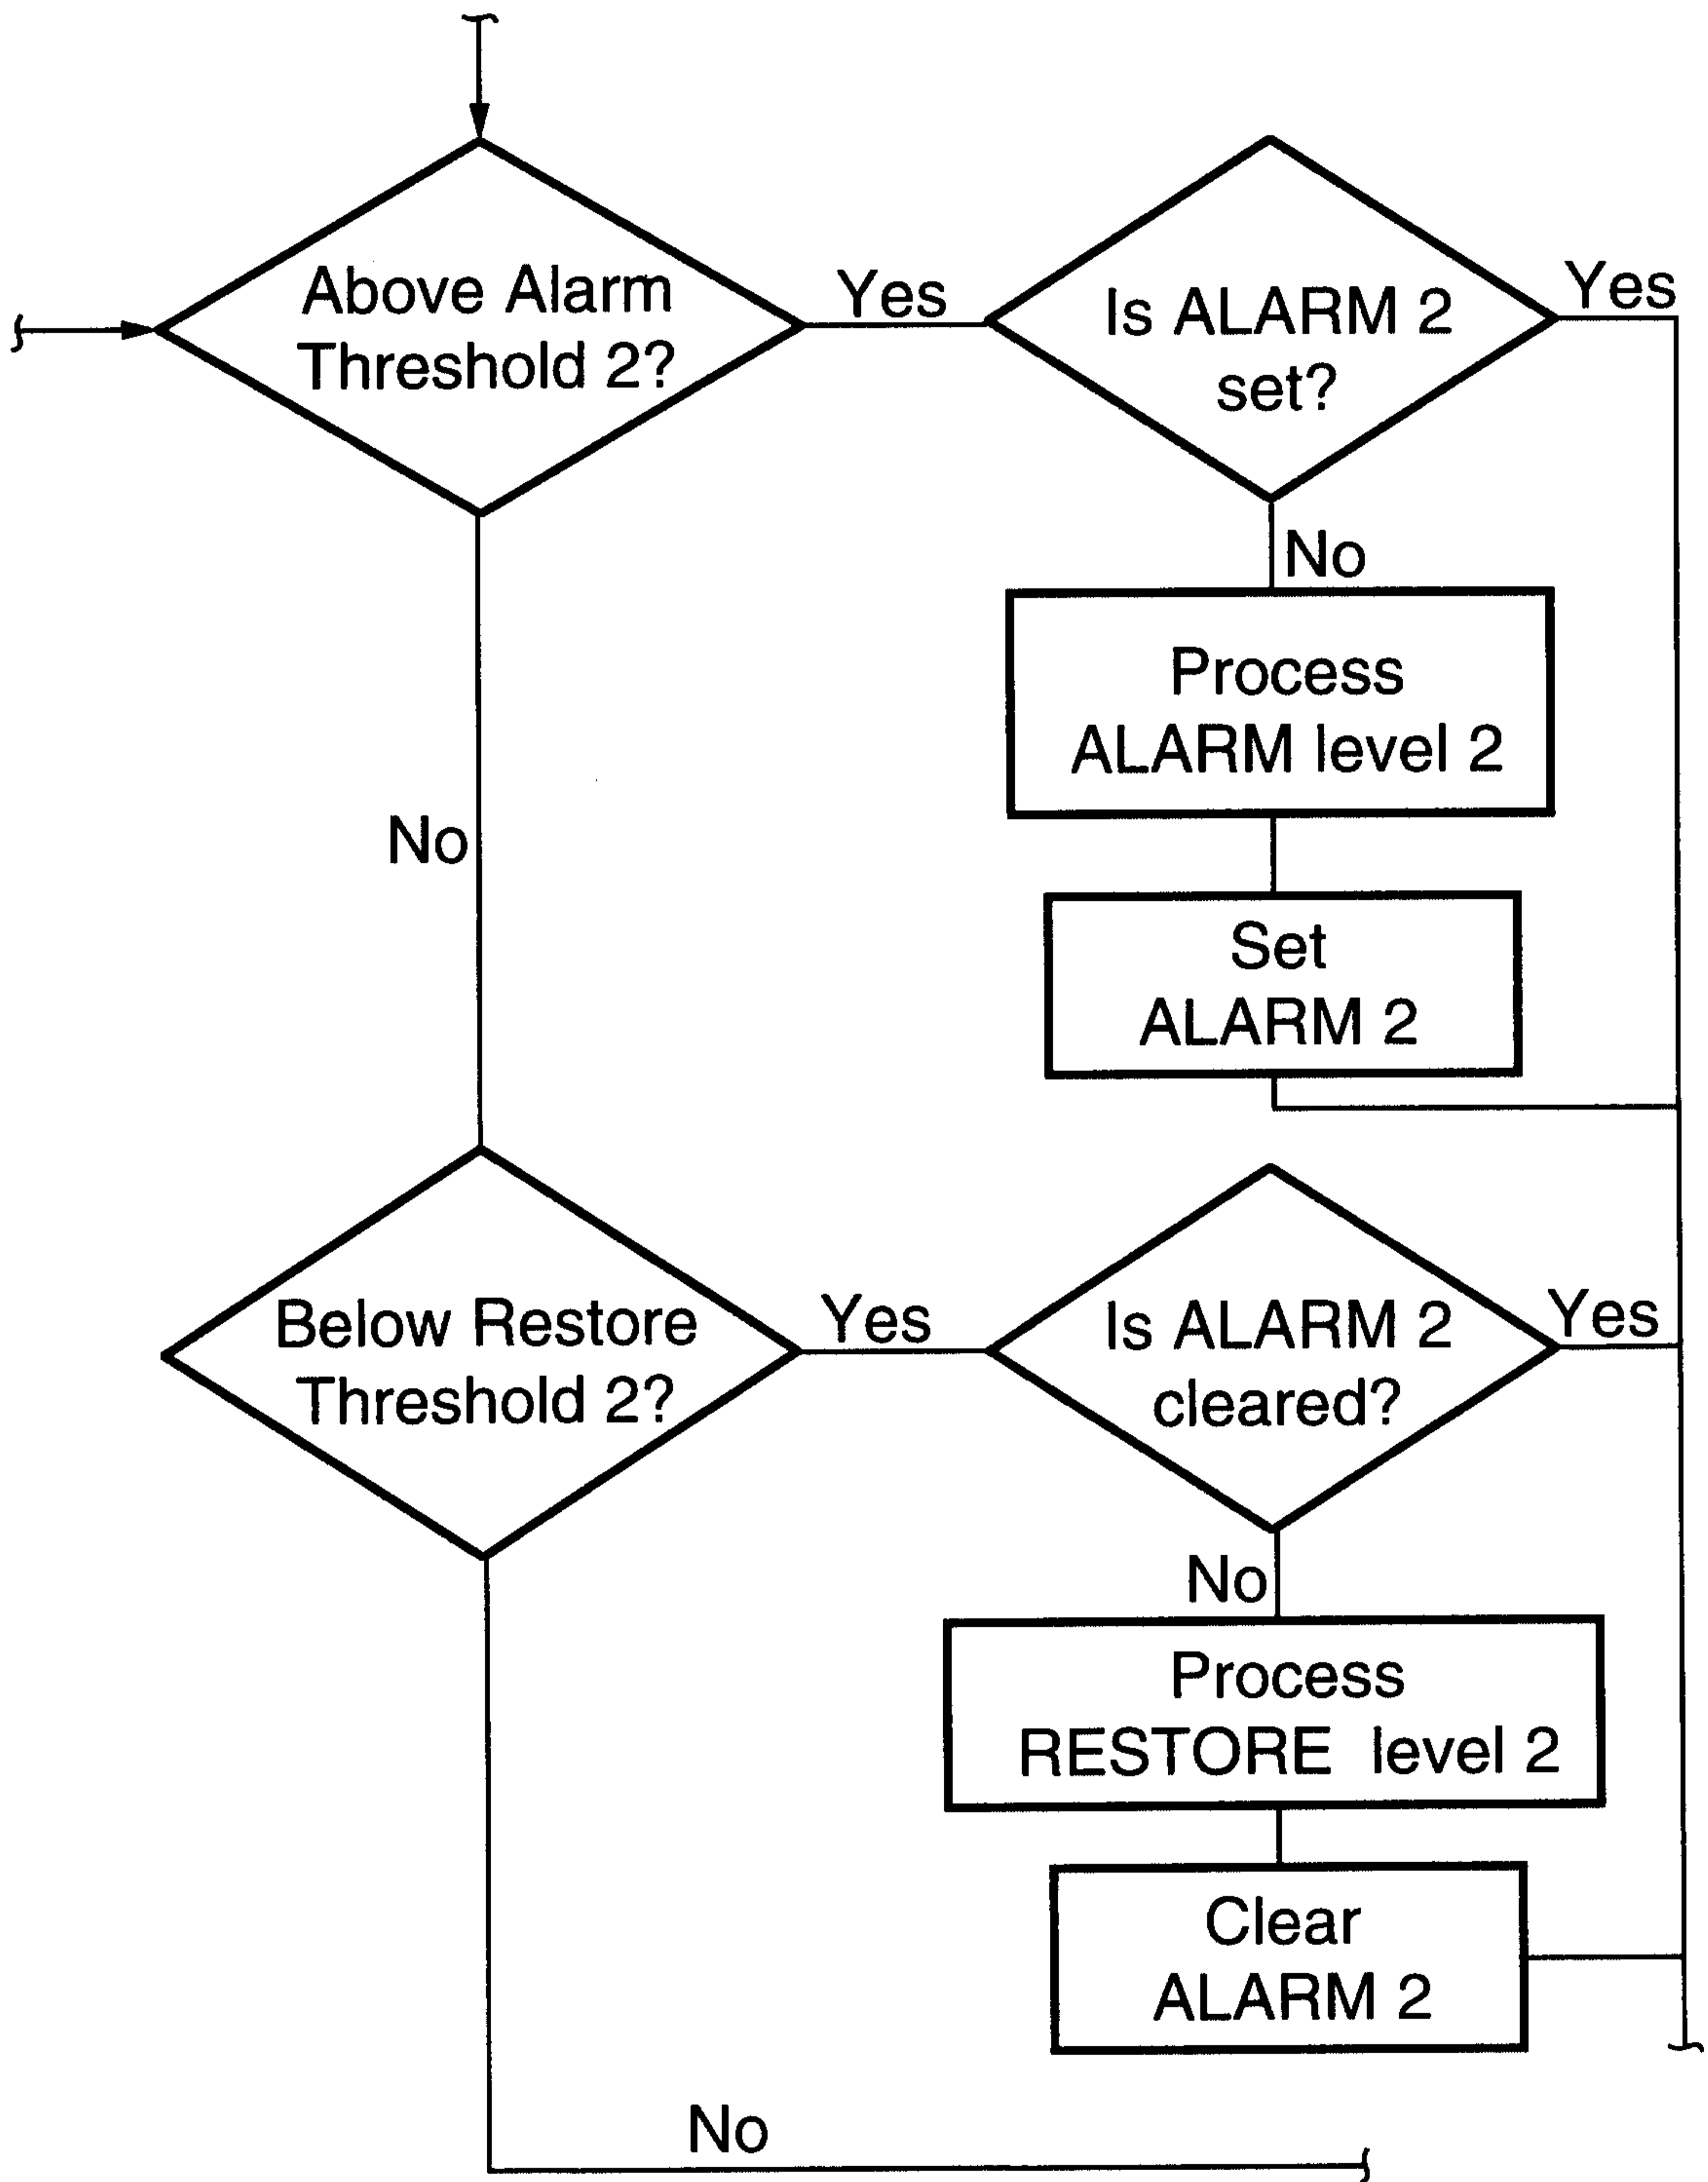 Above Alarm
Threshold 2?
Yes
Is ALARM 2
set?
Yes
No
Process
ALARM level 2
Set
ALARM 2
No
Below Restore
Threshold 2?
Yes
Is ALARM 2
cleared?
Yes
No
Process
RESTORE level 2
Clear
ALARM 2
No